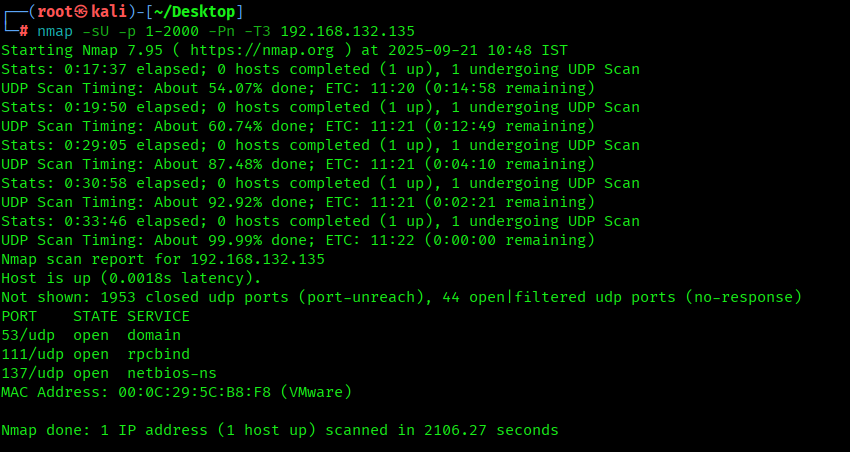 ┌──(root㉿kali)-[~/Desktop]
└─# nmap -sU -p 1-2000 -Pn -T3 192.168.132.135
Starting Nmap 7.95 ( https://nmap.org ) at 2025-09-21 10:48 IST
Stats: 0:17:37 elapsed; 0 hosts completed (1 up), 1 undergoing UDP Scan
UDP Scan Timing: About 54.07% done; ETC: 11:20 (0:14:58 remaining)
Stats: 0:19:50 elapsed; 0 hosts completed (1 up), 1 undergoing UDP Scan
UDP Scan Timing: About 60.74% done; ETC: 11:21 (0:12:49 remaining)
Stats: 0:29:05 elapsed; 0 hosts completed (1 up), 1 undergoing UDP Scan
UDP Scan Timing: About 87.48% done; ETC: 11:21 (0:04:10 remaining)
Stats: 0:30:58 elapsed; 0 hosts completed (1 up), 1 undergoing UDP Scan
UDP Scan Timing: About 92.92% done; ETC: 11:21 (0:02:21 remaining)
Stats: 0:33:46 elapsed; 0 hosts completed (1 up), 1 undergoing UDP Scan
UDP Scan Timing: About 99.99% done; ETC: 11:22 (0:00:00 remaining)
Nmap scan report for 192.168.132.135
Host is up (0.0018s latency).
Not shown: 1953 closed udp ports (port-unreach), 44 open|filtered udp ports (no-response)
PORT    STATE SERVICE
53/udp  open  domain
111/udp open  rpcbind
137/udp open  netbios-ns
MAC Address: 00:0C:29:5C:B8:F8 (VMware)
Nmap done: 1 IP address (1 host up) scanned in 2106.27 seconds